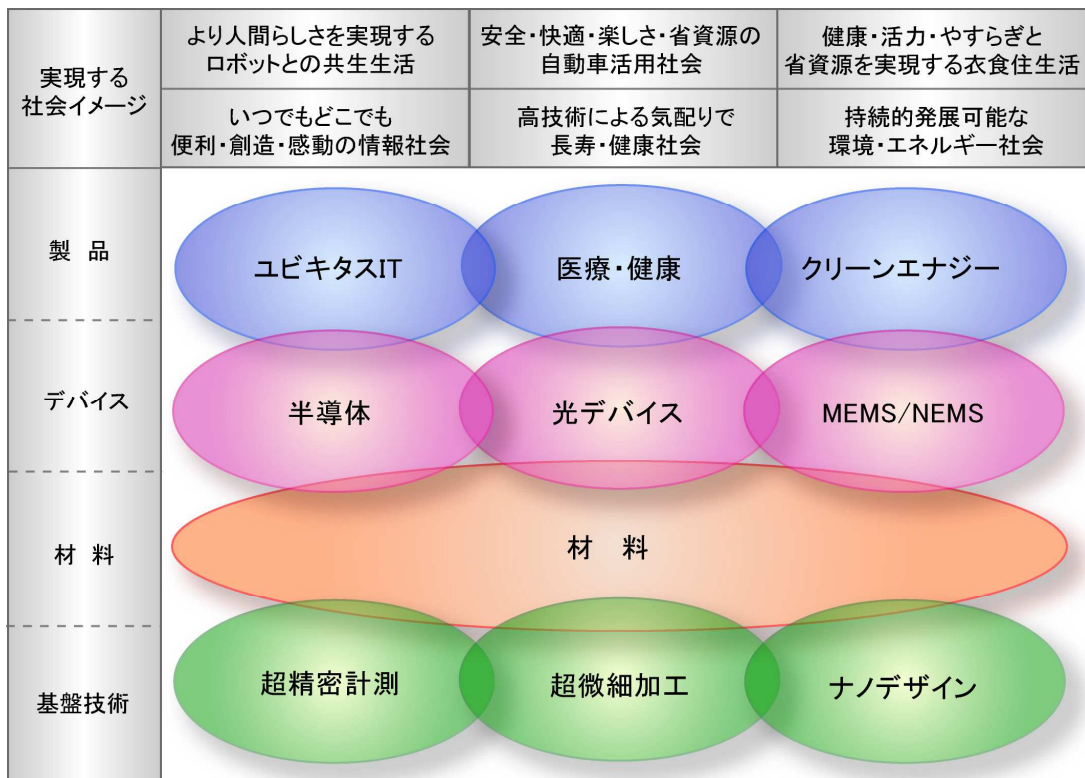 実現する
社会イメージ
より人間らしさを実現する
ロボットとの共生生活
安全・快適・楽しさ・省資源の
自動車活用社会
健康・活力・やすらぎと
省資源を実現する衣食住生活
いつでもどこでも
便利・創造・感動の情報社会
高技術による気配りで
長寿・健康社会
持続的発展可能な
環境・エネルギー社会
製 品
ユビキタスIT
医療・健康
クリーンエナジー
デバイス
半導体
光デバイス
MEMS/NEMS
材 料
材 料
基盤技術
超精密計測
超微細加工
ナノデザイン